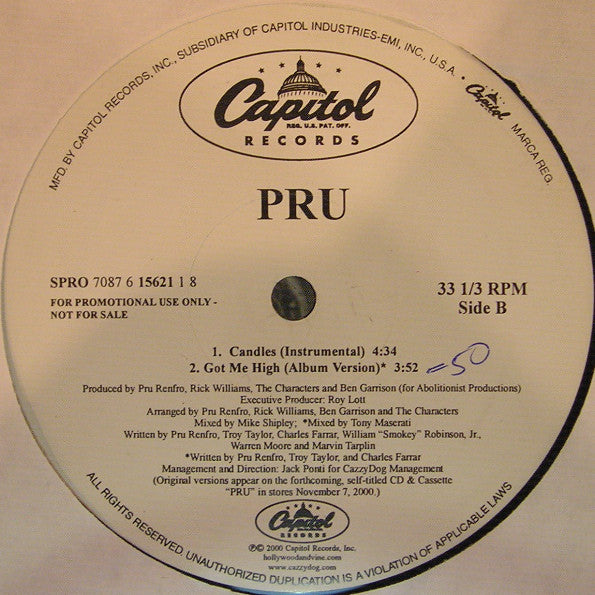 MFD. BY CAPITOL RECORDS, INC., SUBSIDIARY OF CAPITOL INDUSTRIES-EMI, INC., U.S.A. • Capitol MARCA REG.
Capitol
REG. U.S. PAT. OFF.
RECORDS
PRU
SPRO 7087 6 15621 1 8
FOR PROMOTIONAL USE ONLY -
NOT FOR SALE
33 1/3 RPM
Side B
1. Candles (Instrumental) 4:34
2. Got Me High (Album Version)* 3:52 -50
Produced by Pru Renfro, Rick Williams, The Characters and Ben Garrison (for Abolitionist Productions)
Executive Producer: Roy Lott
Arranged by Pru Renfro, Rick Williams, Ben Garrison and The Characters
Mixed by Mike Shipley; *Mixed by Tony Maserati
Written by Pru Renfro, Troy Taylor, Charles Farrar, William "Smokey" Robinson, Jr.,
Warren Moore and Marvin Tarplin
*Written by Pru Renfro, Troy Taylor, and Charles Farrar
Management and Direction: Jack Ponti for CazzyDog Management
(Original versions appear on the forthcoming, self-titled CD & Cassette
"PRU" in stores November 7, 2000.)
Capitol
RECORDS
℗© 2000 Capitol Records, Inc.
hollywoodandvine.com
www.cazzydog.com
ALL RIGHTS RESERVED. UNAUTHORIZED DUPLICATION IS A VIOLATION OF APPLICABLE LAWS